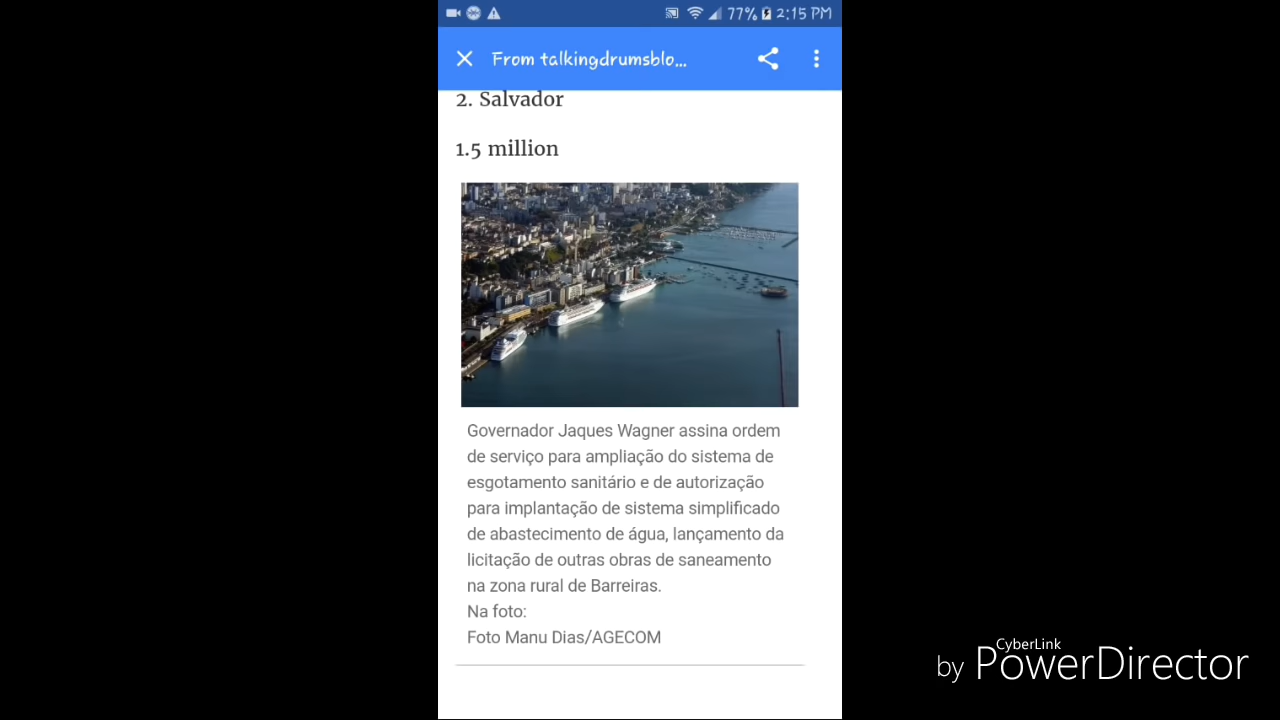 77% 2:15 PM
From talkingdrumsblo...
2. Salvador
1.5 million
Governador Jaques Wagner assina ordem
de serviço para ampliação do sistema de
esgotamento sanitário e de autorização
para implantação de sistema simplificado
de abastecimento de água, lançamento da
licitação de outras obras de saneamento
na zona rural de Barreiras.
Na foto:
Foto Manu Dias/AGECOM
CyberLink
by PowerDirector